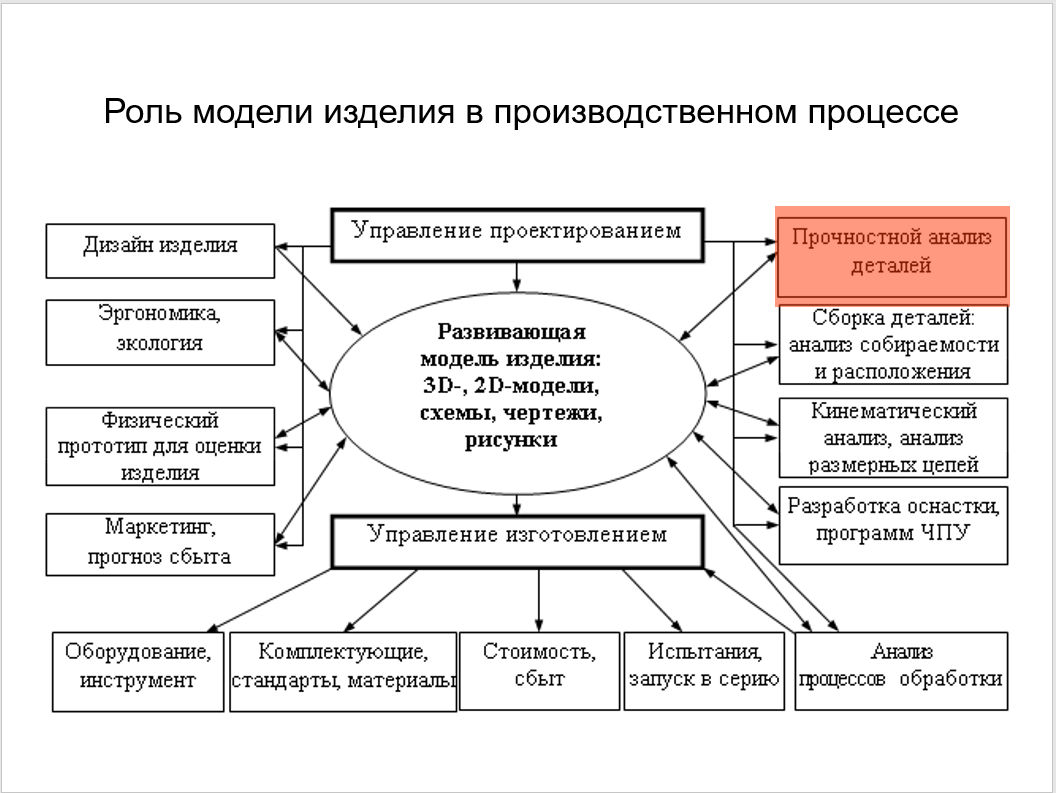 Роль модели изделия в производственном процессе
Управление проектированием
Дизайн изделия
Прочностной анализ
деталей
Эргономика,
экология
Развивающая
модель изделия:
3D-, 2D-модели,
схемы, чертежи,
рисунки
Сборка деталей:
анализ собираемости
и расположения
Физический
прототип для оценки
изделия
Кинематический
анализ, анализ
размерных цепей
Маркетинг,
прогноз сбыта
Управление изготовлением
Разработка оснастки,
программ ЧПУ
Оборудование,
инструмент
Комплектующие,
стандарты, материалы
Стоимость,
сбыт
Испытания,
запуск в серию
Анализ
процессов обработки